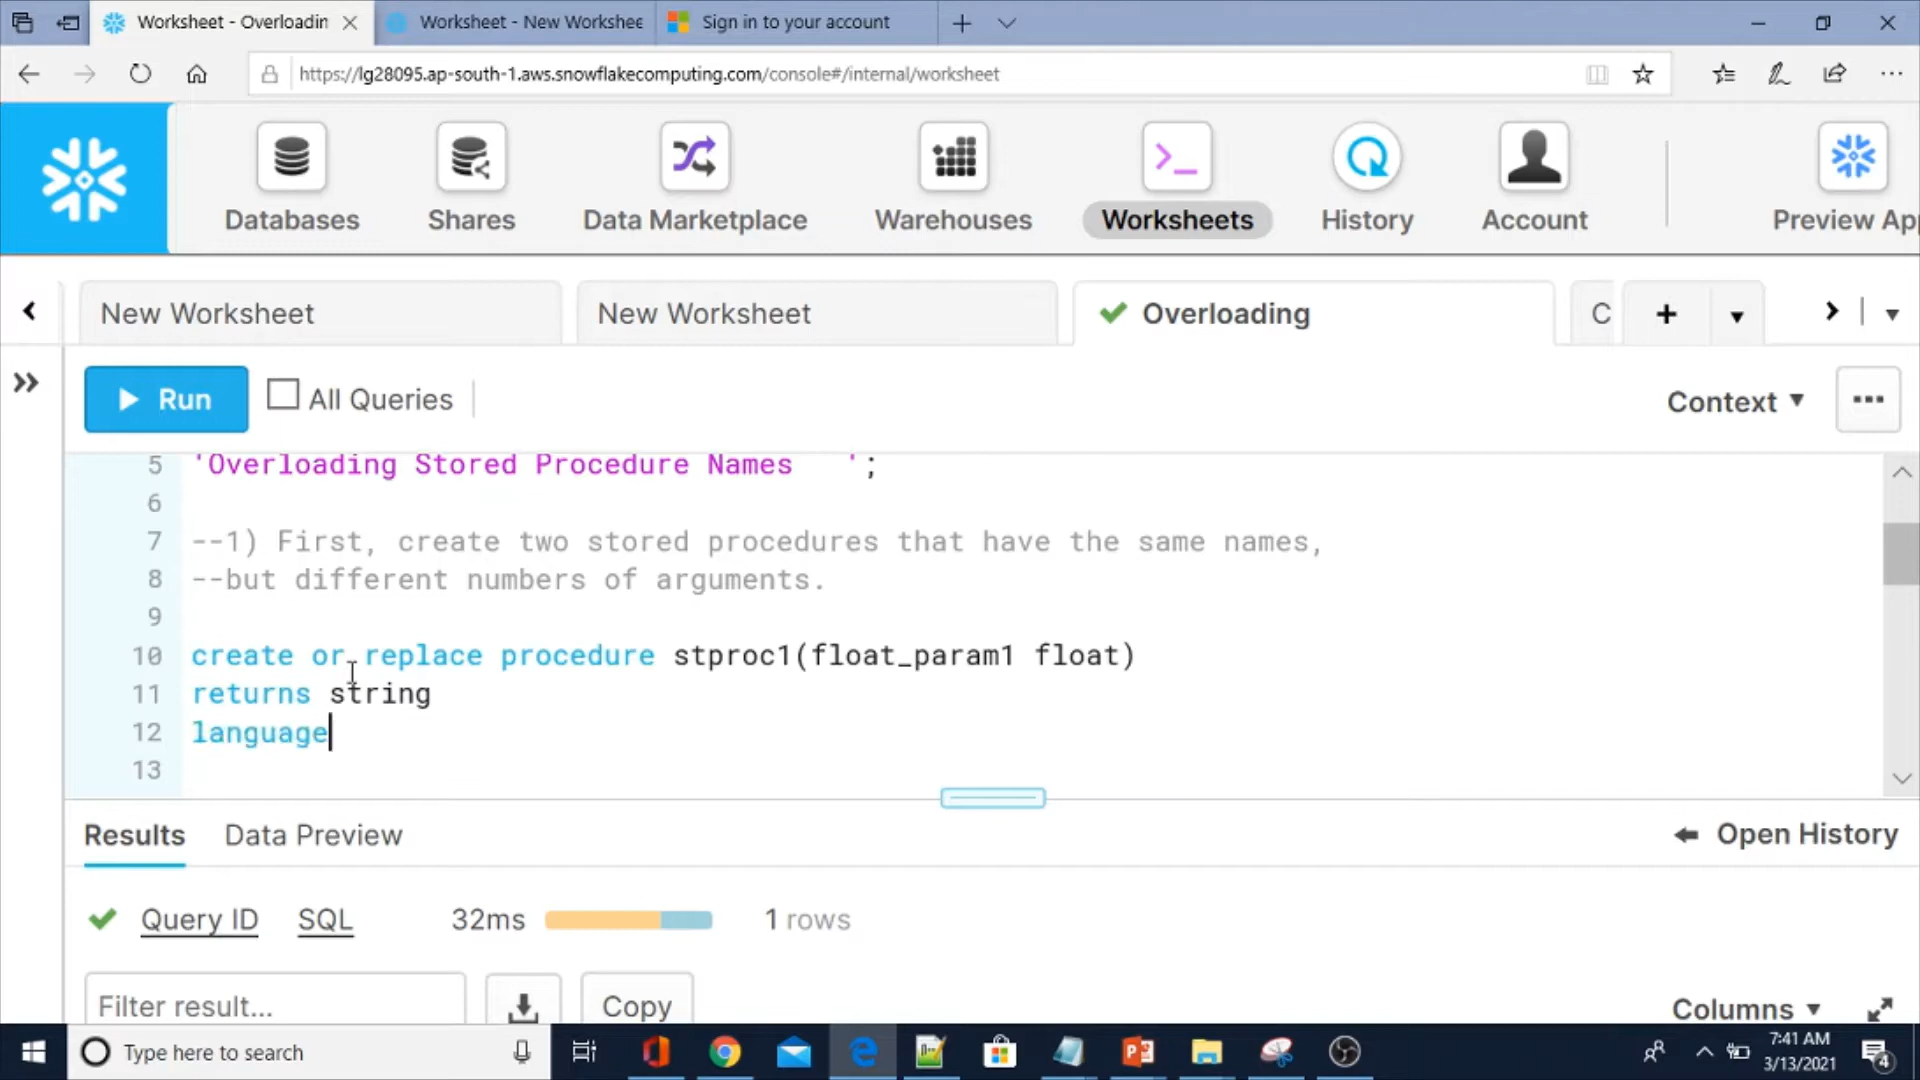 Worksheet - Overloadin
Worksheet - New Workshee
Sign in to your account
https://lg28095.ap-south-1.aws.snowflakecomputing.com/console#/internal/worksheet
Databases
Shares
Data Marketplace
Warehouses
Worksheets
History
Account
Preview Ap
New Worksheet
New Worksheet
Overloading
C
Run
All Queries
Context
5 'Overloading Stored Procedure Names ';
6
7 --1) First, create two stored procedures that have the same names,
8 --but different numbers of arguments.
9
10 create or replace procedure stproc1(float_param1 float)
11 returns string
12 language
13
Results
Data Preview
Open History
Query ID
SQL
32ms
1 rows
Filter result...
Copy
Columns
Type here to search
7:41 AM
3/13/2021
4